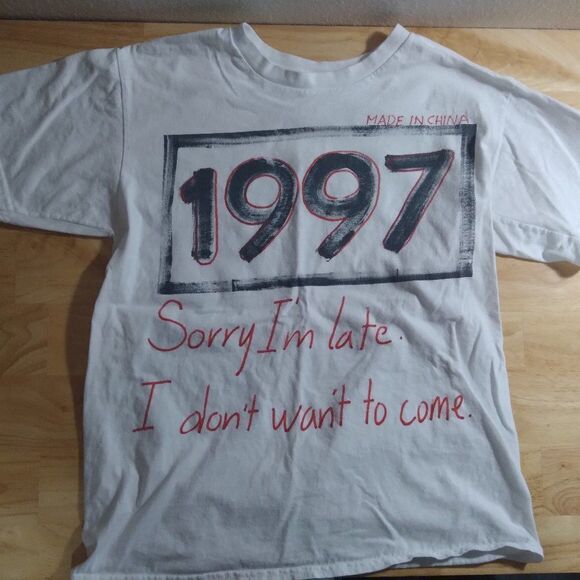 MADE IN CHINA
1997
Sorry I'm late.
I don't want to come.